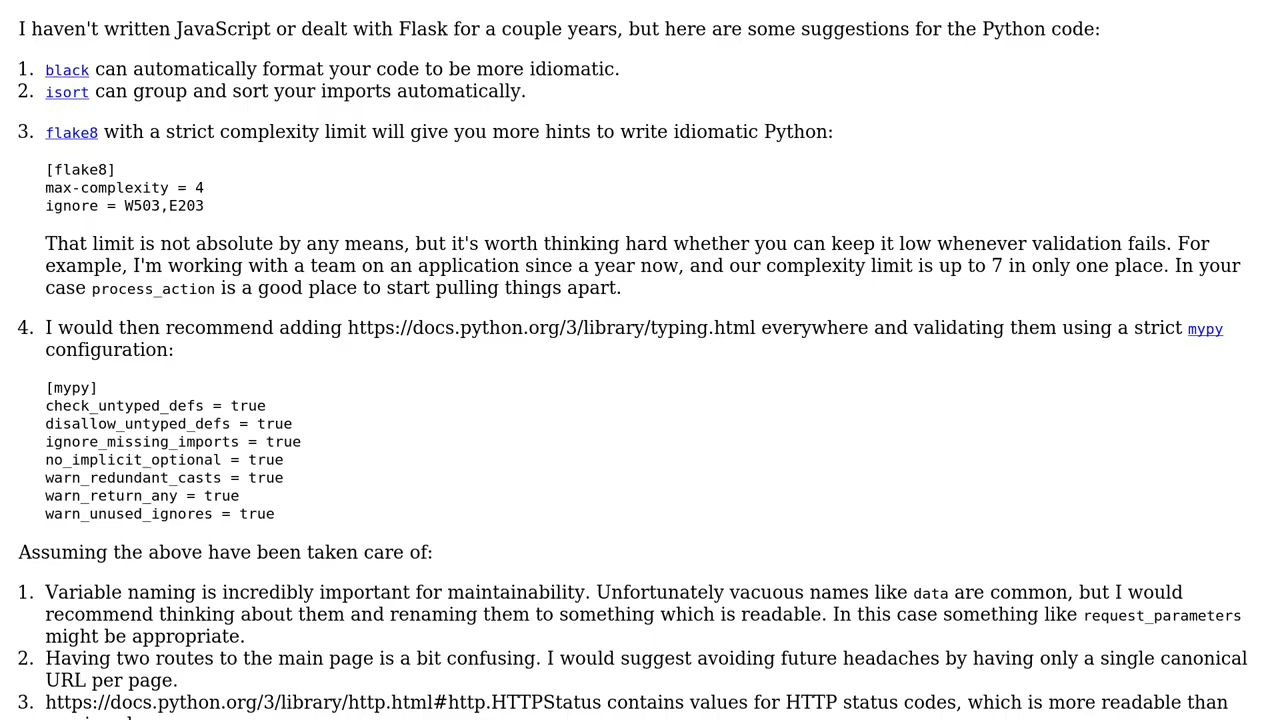 I haven't written JavaScript or dealt with Flask for a couple years, but here are some suggestions for the Python code:
1. black can automatically format your code to be more idiomatic.
2. isort can group and sort your imports automatically.
3. flake8 with a strict complexity limit will give you more hints to write idiomatic Python:
[flake8]
max-complexity = 4
ignore = W503,E203
That limit is not absolute by any means, but it's worth thinking hard whether you can keep it low whenever validation fails. For
example, I'm working with a team on an application since a year now, and our complexity limit is up to 7 in only one place. In your
case process_action is a good place to start pulling things apart.
4. I would then recommend adding https://docs.python.org/3/library/typing.html everywhere and validating them using a strict mypy
configuration:
[mypy]
check_untyped_defs = true
disallow_untyped_defs = true
ignore_missing_imports = true
no_implicit_optional = true
warn_redundant_casts = true
warn_return_any = true
warn_unused_ignores = true
Assuming the above have been taken care of:
1. Variable naming is incredibly important for maintainability. Unfortunately vacuous names like data are common, but I would
recommend thinking about them and renaming them to something which is readable. In this case something like request_parameters
might be appropriate.
2. Having two routes to the main page is a bit confusing. I would suggest avoiding future headaches by having only a single canonical
URL per page.
3. https://docs.python.org/3/library/http.html#http.HTTPStatus contains values for HTTP status codes, which is more readable than